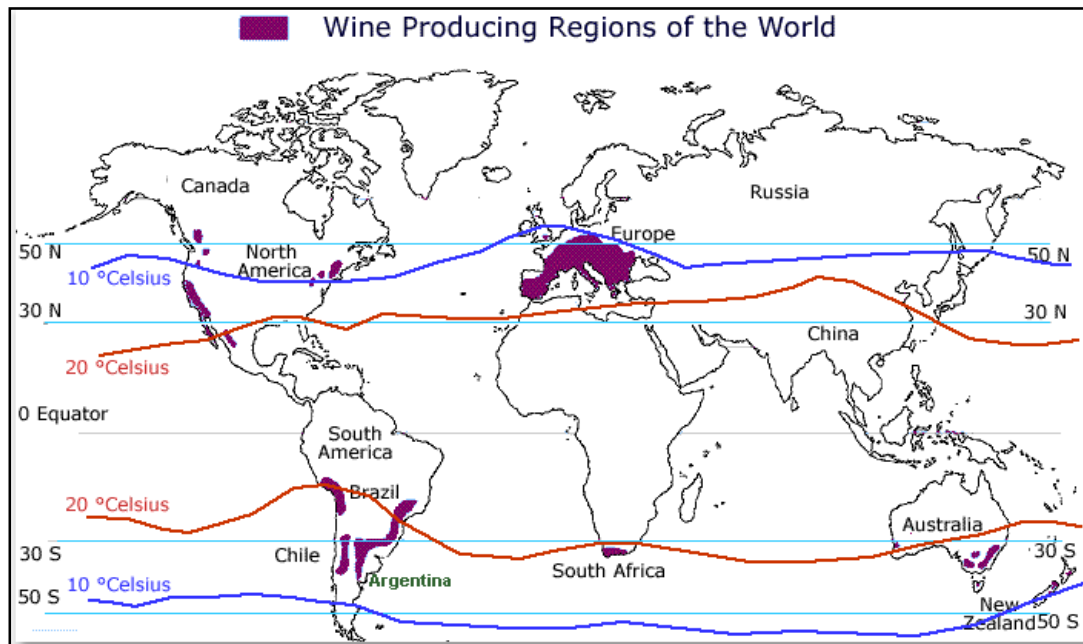 Wine Producing Regions of the World
Canada
Russia
Europe
50 N
North
America
50 N
10 °Celsius
30 N
30 N
China
20 °Celsius
0 Equator
South
America
20 °Celsius
Brazil
Australia
30 S
Chile
30 S
South Africa
Argentina
10 °Celsius
50 S
New
Zealand
50 S